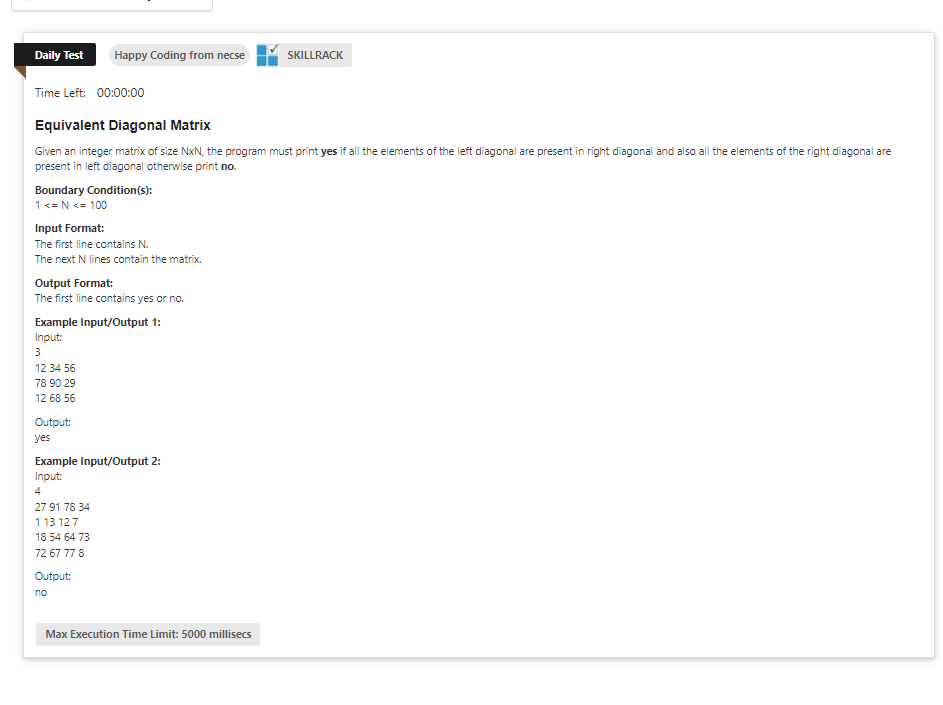 Daily Test
Happy Coding from necse
SKILLRACK
Time Left: 00:00:00
Equivalent Diagonal Matrix
Given an integer matrix of size NxN, the program must print yes if all the elements of the left diagonal are present in right diagonal and also all the elements of the right diagonal are
present in left diagonal otherwise print no.
Boundary Condition(s):
1 <= N <= 100
Input Format:
The first line contains N.
The next N lines contain the matrix.
Output Format:
The first line contains yes or no.
Example Input/Output 1:
Input:
3
12 34 56
78 90 29
12 68 56
Output:
yes
Example Input/Output 2:
Input:
4
27 91 78 34
1 13 12 7
18 54 64 73
72 67 77 8
Output:
no
Max Execution Time Limit: 5000 millisecs